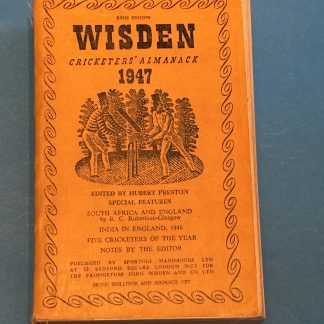 84TH EDITION
WISDEN
CRICKETERS' ALMANACK
1947
EDITED BY HUBERT PRESTON
SPECIAL FEATURES
SOUTH AFRICA AND ENGLAND
by R. C. Robertson-Glasgow
INDIA IN ENGLAND, 1946
FIVE CRICKETERS OF THE YEAR
NOTES BY THE EDITOR
PUBLISHED BY SPORTING HANDBOOKS LTD
AT 13 BEDFORD SQUARE LONDON WC1 FOR
THE PROPRIETORS JOHN WISDEN AND CO LTD
SEVEN SHILLINGS AND SIXPENCE NET